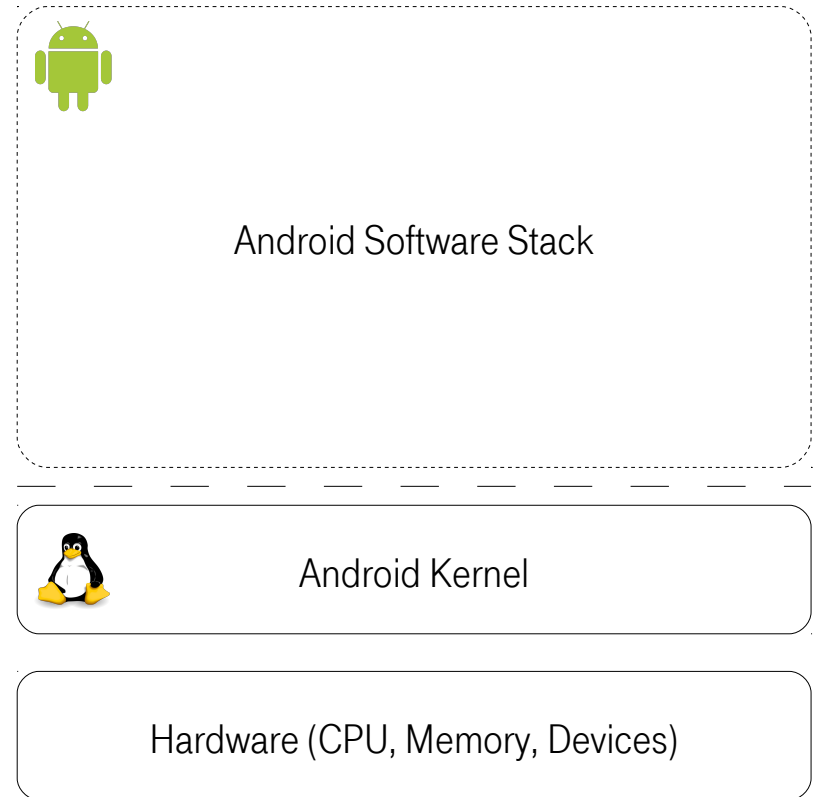 Android Software Stack
Android Kernel
Hardware (CPU, Memory, Devices)